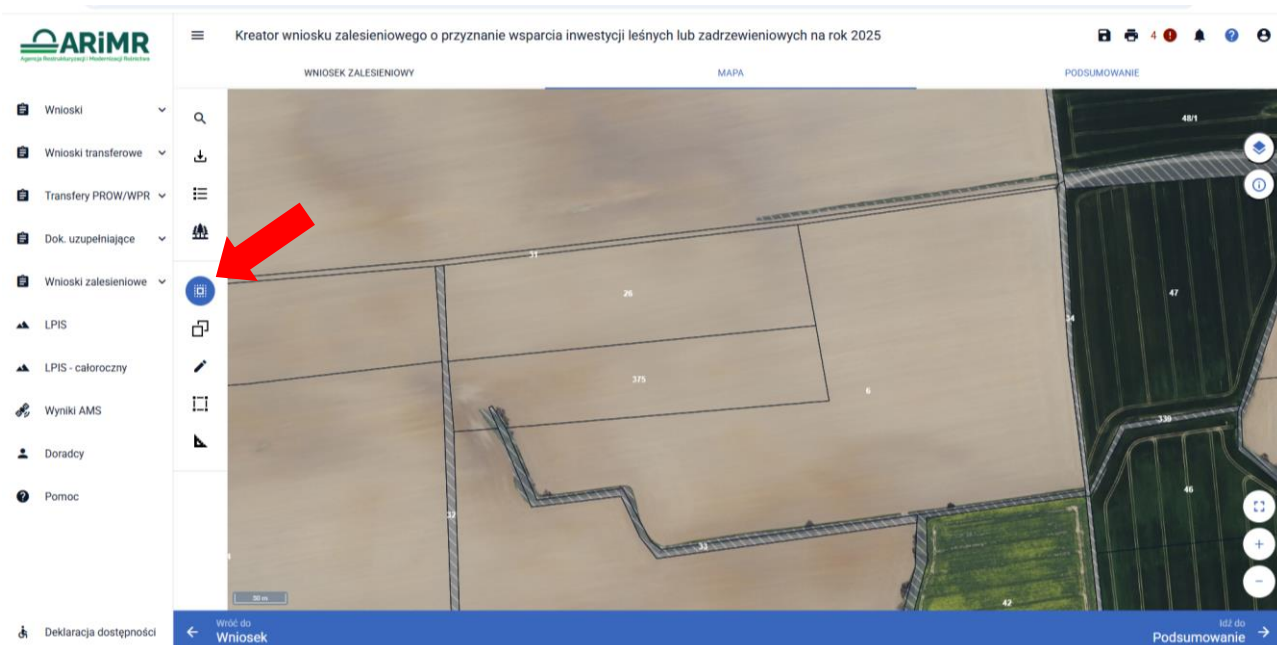 ARiMR
Agencja Restrukturyzacji i Modernizacji Rolnictwa
Kreator wniosku zalesieniowego o przyznanie wsparcia inwestycji leśnych lub zadrzewieniowych na rok 2025
4
WNIOSEK ZALESIENIOWY
MAPA
PODSUMOWANIE
Wnioski
Wnioski transferowe
Transfery PROW/WPR
Dok. uzupełniające
Wnioski zalesieniowe
LPIS
LPIS - całoroczny
Wyniki AMS
Doradcy
Pomoc
Deklaracja dostępności
48/1
31
26
47
34
375
6
339
46
32
33
42
50 m
Wróć do
Wniosek
Idź do
Podsumowanie